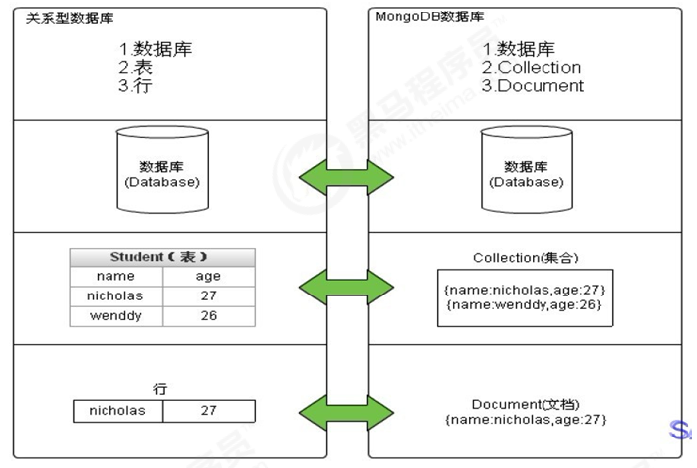 关系型数据库
1.数据库
2.表
3.行
MongoDB数据库
1.数据库
2.Collection
3.Document
数据库
(Database)
数据库
(Database)
Student(表)
name age
nicholas 27
wenddy 26
Collection(集合)
{name:nicholas,age:27}
{name:wenddy,age:26}
行
nicholas 27
Document(文档)
{name:nicholas,age:27}
黑马程序员
www.itheima